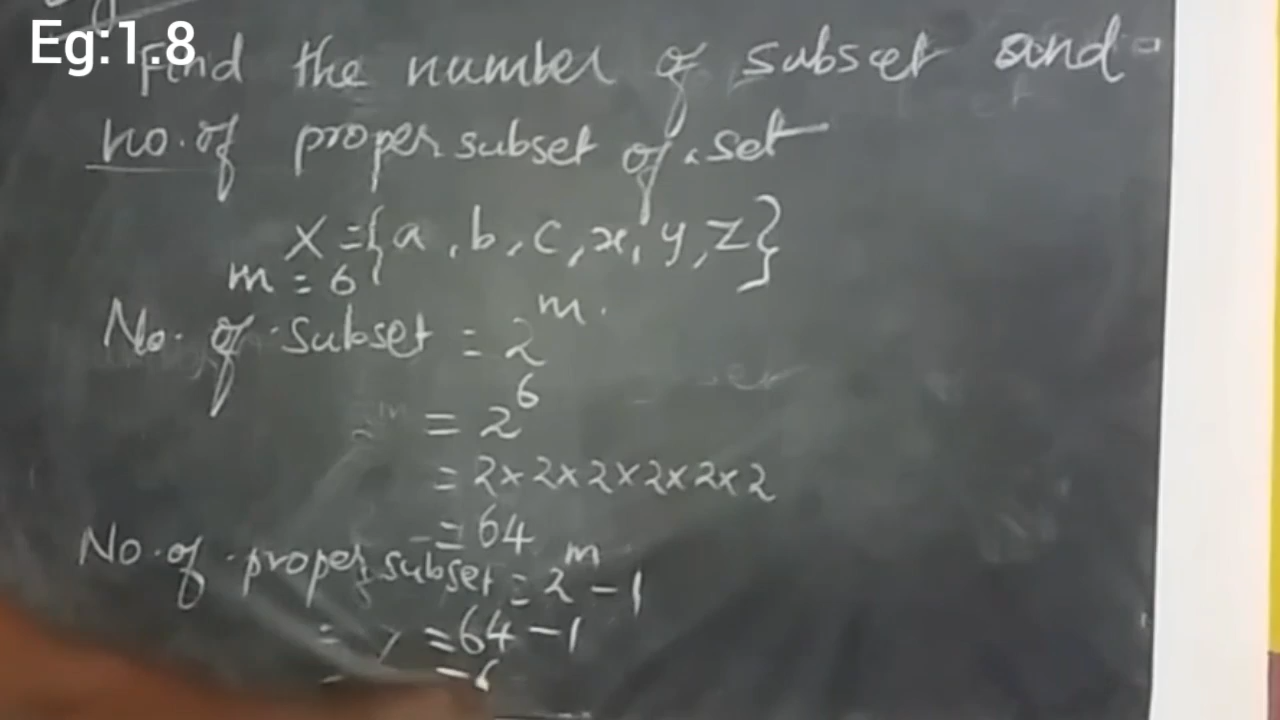 Eg:1.8
Find the number of subset and
no. of proper subset of set
X = {a, b, c, x, y, z}
m = 6
No. of subset = 2^m.
= 2^6
= 2×2×2×2×2×2
= 64
No. of proper subset = 2^m - 1
= 64 - 1
= 6